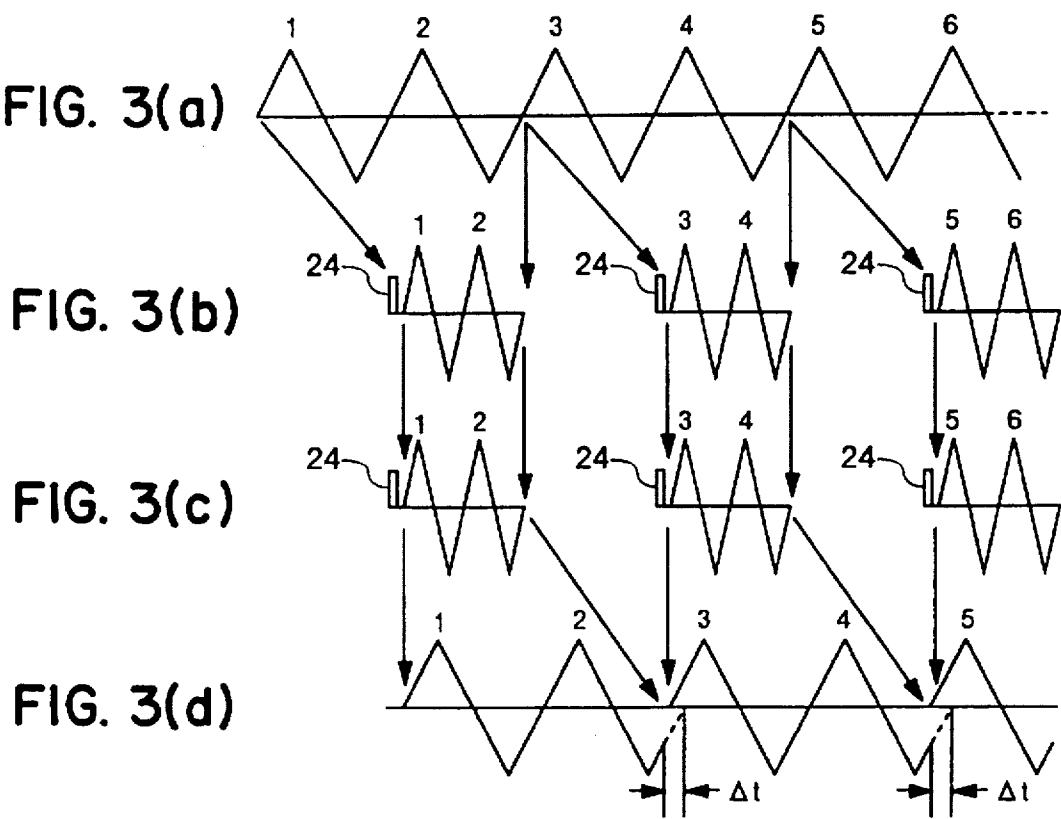 1 2 3 4 5 6
FIG. 3(a)
1 2 3 4 5 6
24 24 24
FIG. 3(b)
1 2 3 4 5 6
24 24 24
FIG. 3(c)
1 2 3 4 5
FIG. 3(d)
Δt Δt